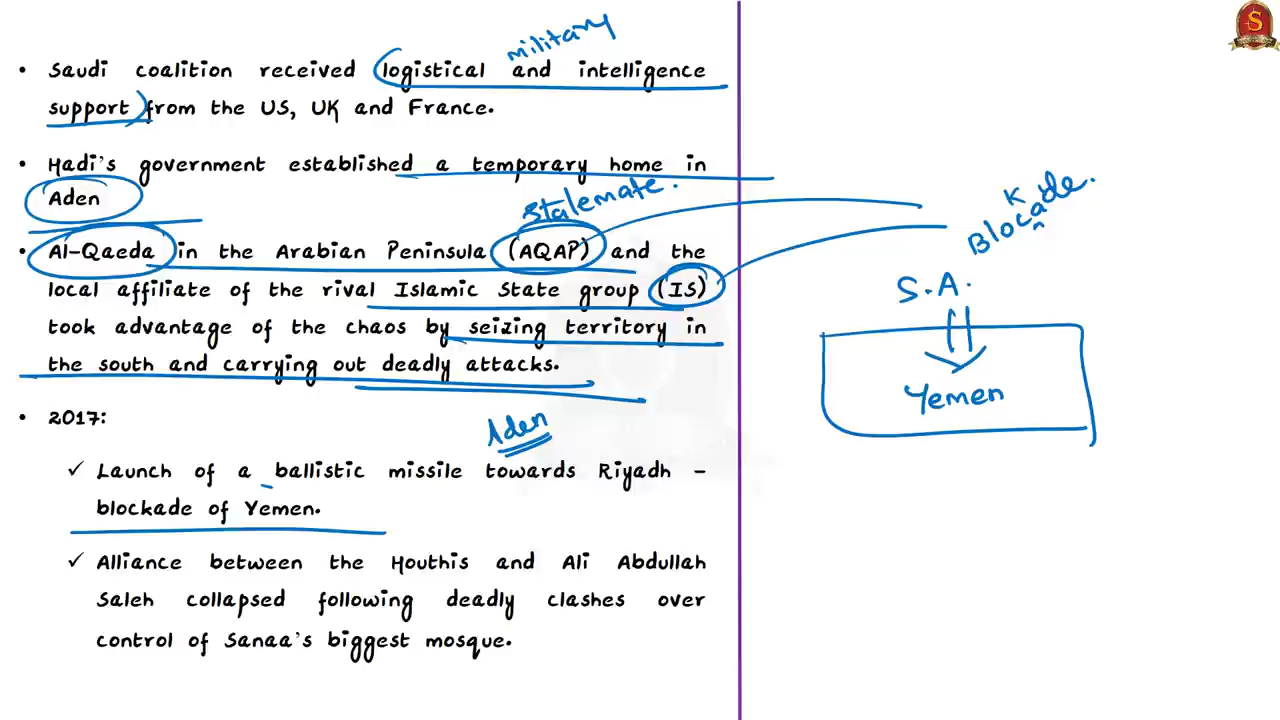 military
• Saudi coalition received logistical and intelligence
support from the US, UK and France.
• Hadi's government established a temporary home in
Aden
Stalemate.
• Al-Qaeda in the Arabian Peninsula (AQAP) and the
local affiliate of the rival Islamic State group (IS)
took advantage of the chaos by seizing territory in
the south and carrying out deadly attacks.
• 2017:
Aden
✓ Launch of a ballistic missile towards Riyadh -
blockade of Yemen.
✓ Alliance between the Houthis and Ali Abdullah
Saleh collapsed following deadly clashes over
control of Sanaa's biggest mosque.
S
Blockade.
S.A.
Yemen